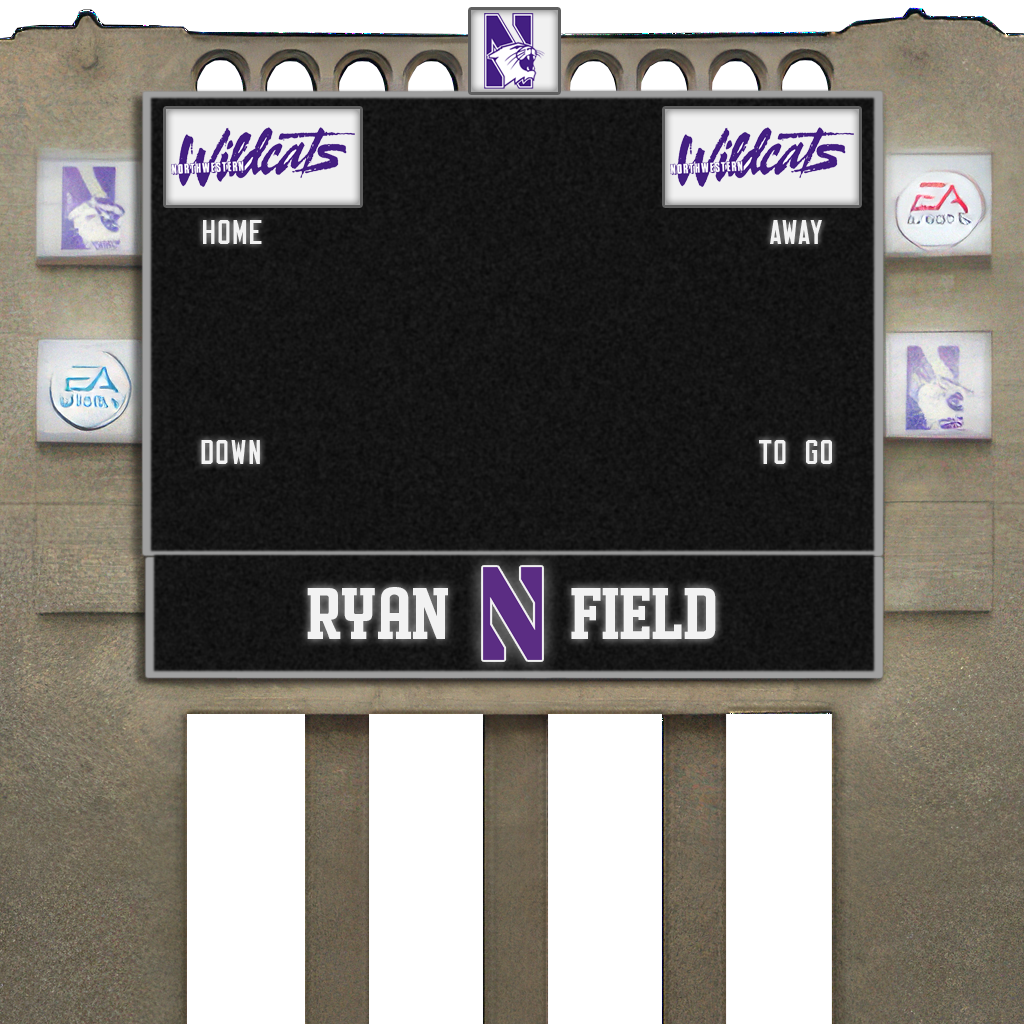 N
Wildcats
NORTHWESTERN
Wildcats
NORTHWESTERN
HOME
AWAY
EA
EA
DOWN
TO GO
RYAN N FIELD